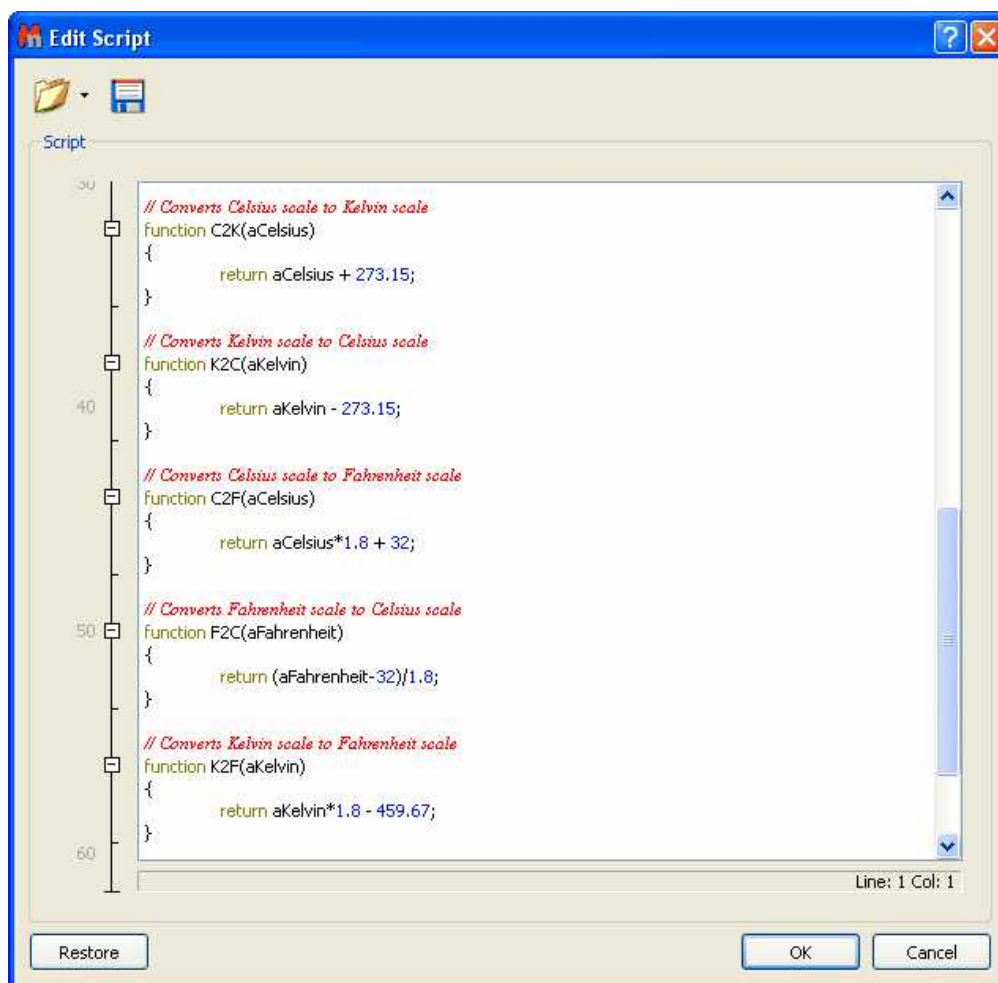 Edit Script
Script
30
// Converts Celsius scale to Kelvin scale
function C2K(aCelsius)
{
return aCelsius + 273.15;
}
// Converts Kelvin scale to Celsius scale
function K2C(aKelvin)
{
40
return aKelvin - 273.15;
}
// Converts Celsius scale to Fahrenheit scale
function C2F(aCelsius)
{
return aCelsius*1.8 + 32;
}
// Converts Fahrenheit scale to Celsius scale
50
function F2C(aFahrenheit)
{
return (aFahrenheit-32)/1.8;
}
// Converts Kelvin scale to Fahrenheit scale
function K2F(aKelvin)
{
return aKelvin*1.8 - 459.67;
}
60
Line: 1 Col: 1
Restore
OK
Cancel